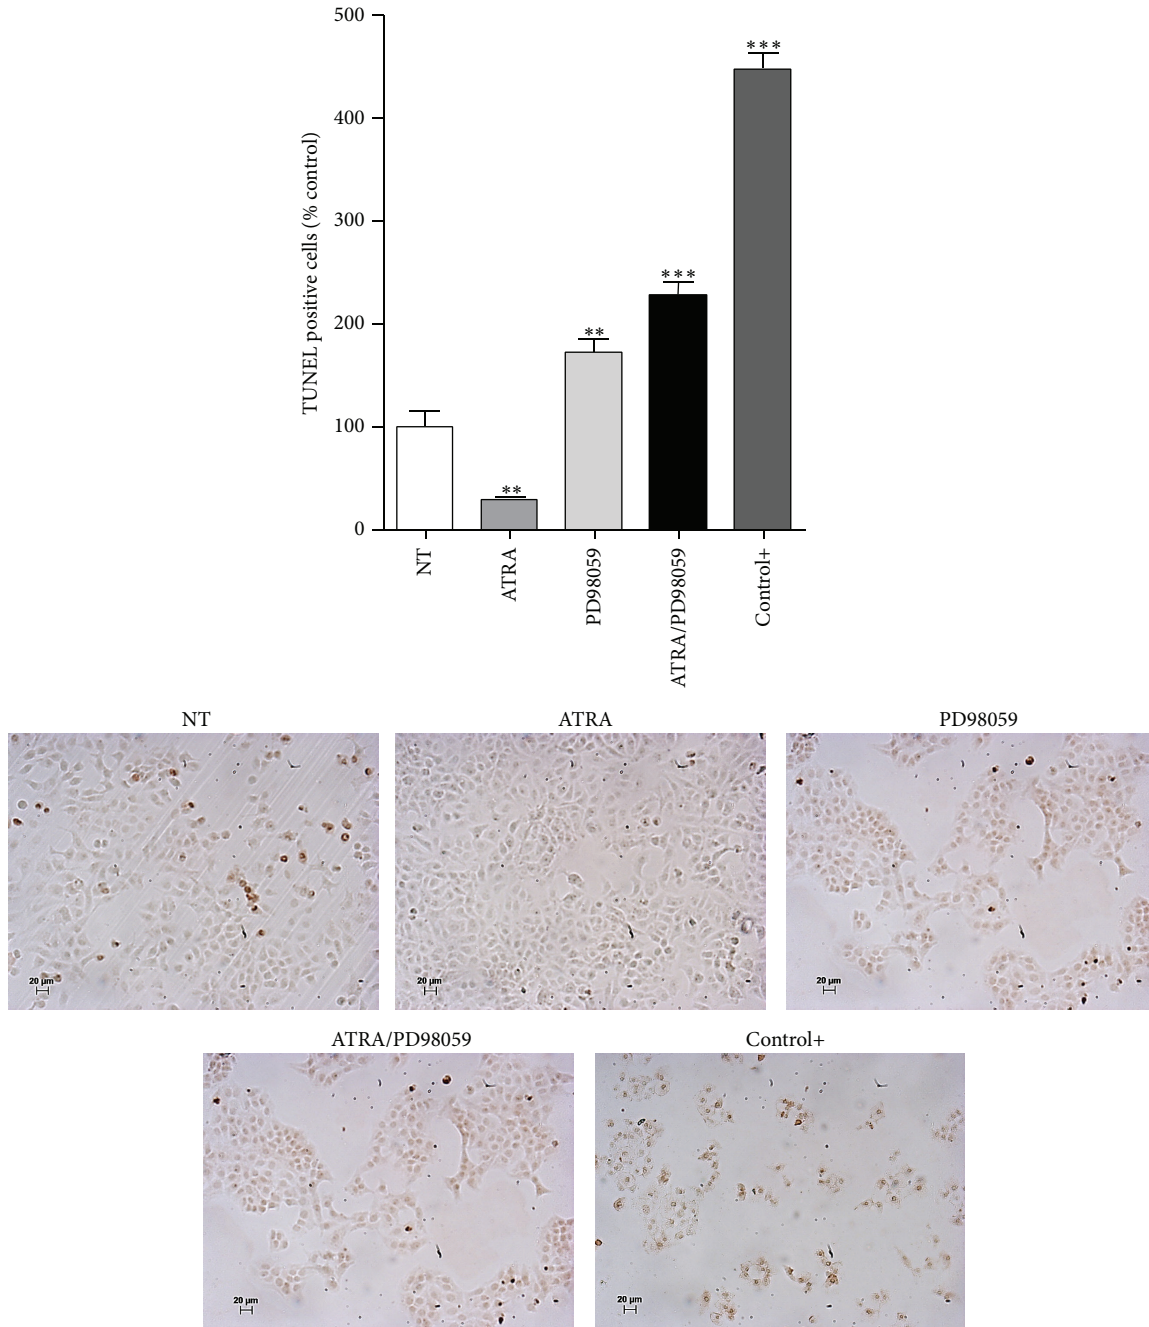 500
400
300
200
100
0
TUNEL positive cells (% control)
**
**
***
***
NT
ATRA
PD98059
ATRA/PD98059
Control+
NT
ATRA
PD98059
20 µm
20 µm
20 µm
ATRA/PD98059
Control+
20 µm
20 µm